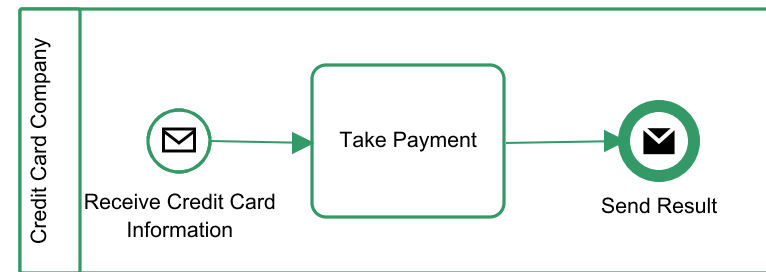 Credit Card Company
Take Payment
Receive Credit Card
Information
Send Result